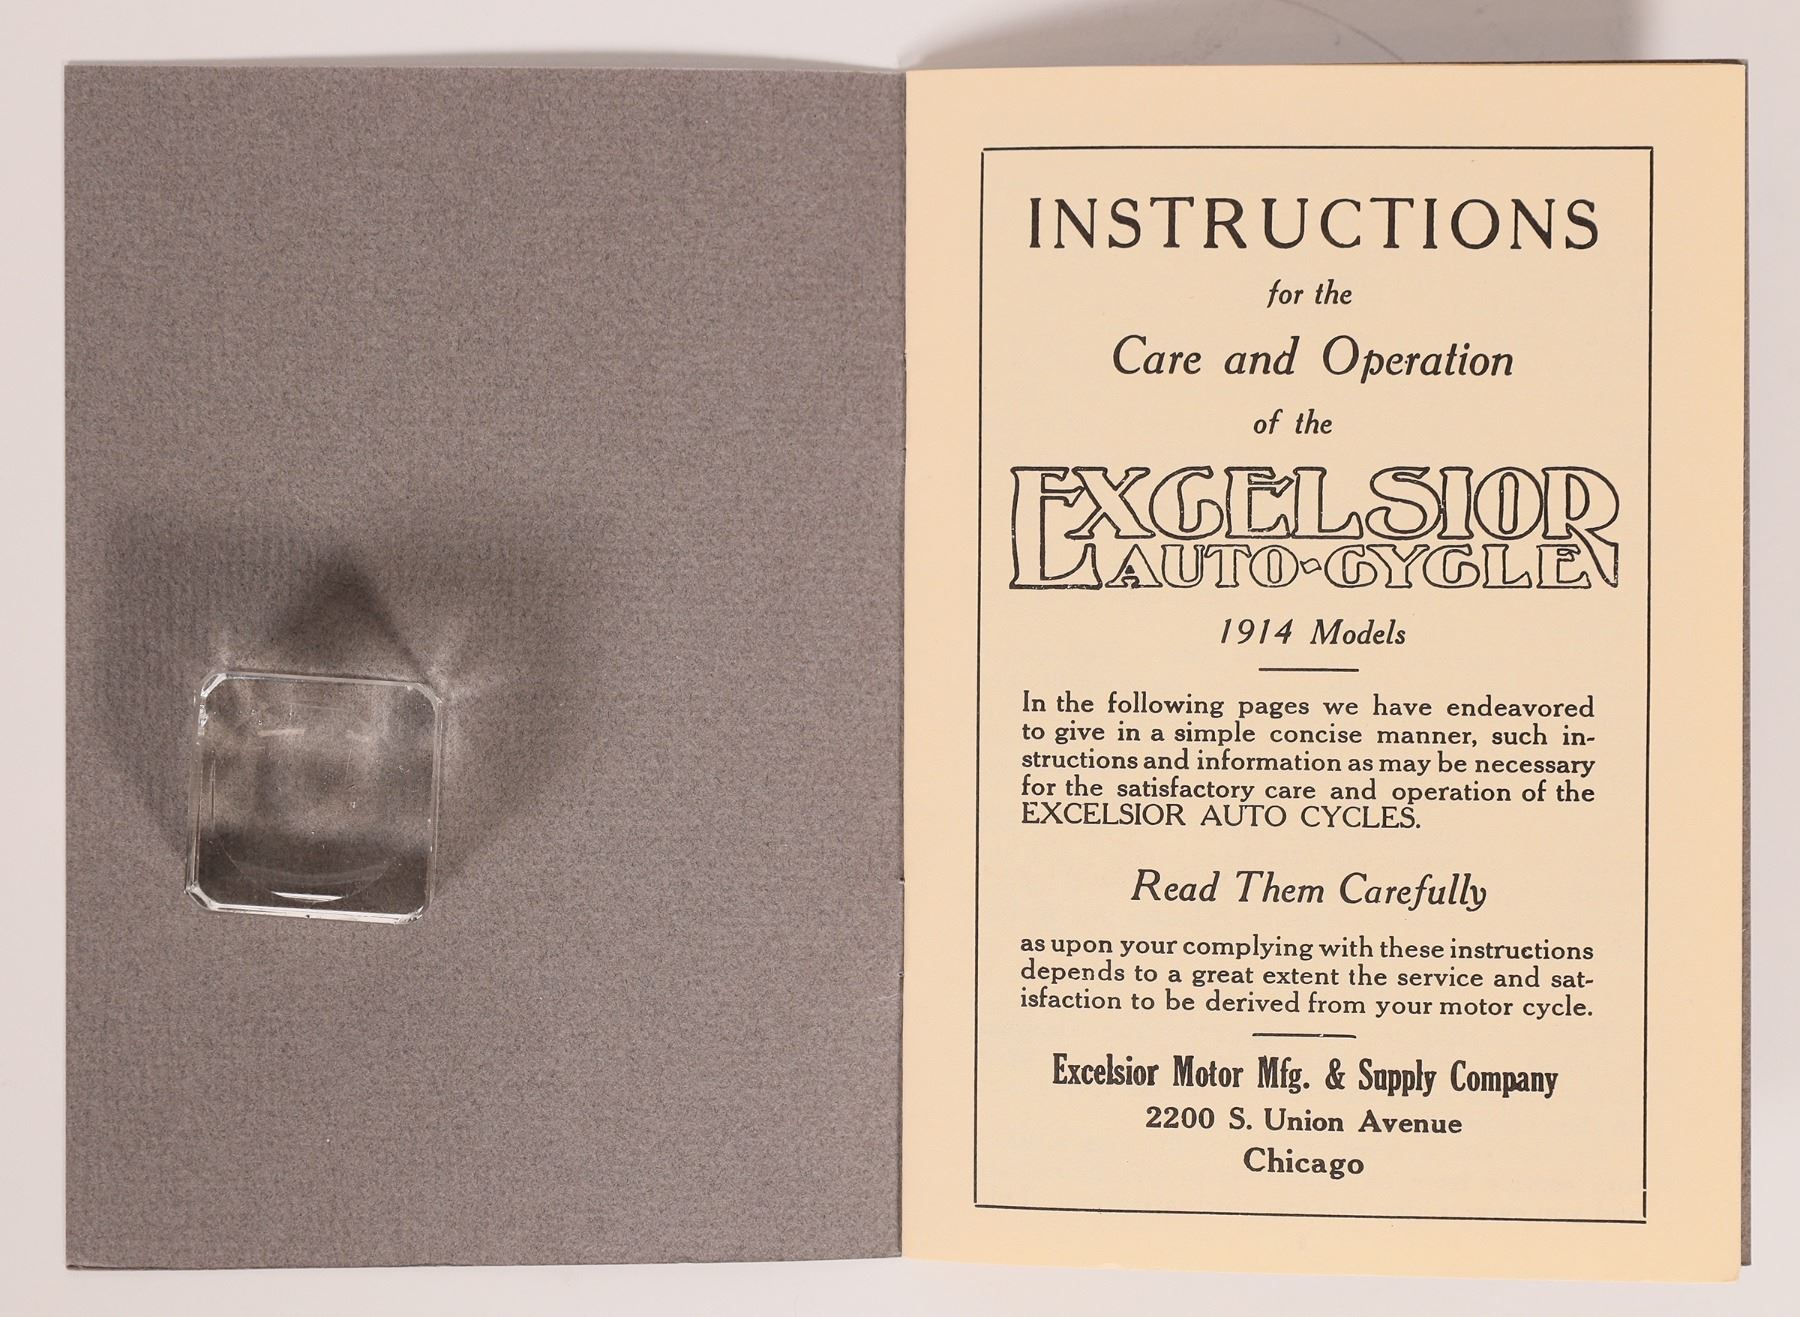 INSTRUCTIONS
for the
Care and Operation
of the
EXCELSIOR
AUTO-CYCLE
1914 Models
In the following pages we have endeavored
to give in a simple concise manner, such in-
structions and information as may be necessary
for the satisfactory care and operation of the
EXCELSIOR AUTO CYCLES.
Read Them Carefully
as upon your complying with these instructions
depends to a great extent the service and sat-
isfaction to be derived from your motor cycle.
Excelsior Motor Mfg. & Supply Company
2200 S. Union Avenue
Chicago